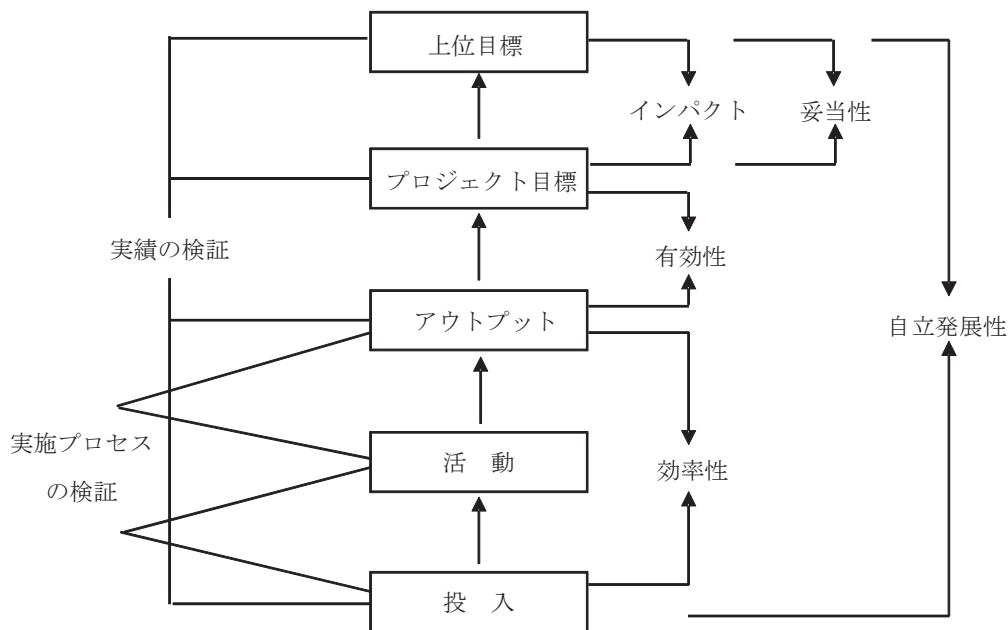 上位目標
インパクト
妥当性
プロジェクト目標
実績の検証
有効性
アウトプット
自立発展性
実施プロセス
の検証
活　動
効率性
投　入